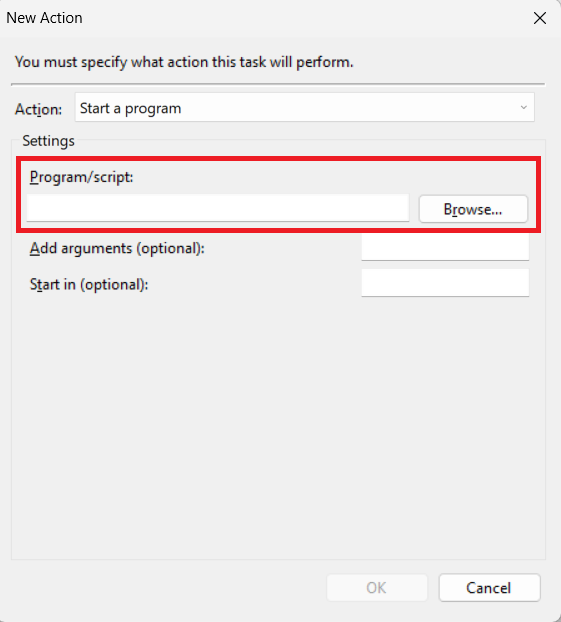 New Action
You must specify what action this task will perform.
Action: Start a program
Settings
Program/script:
Browse...
Add arguments (optional):
Start in (optional):
OK Cancel